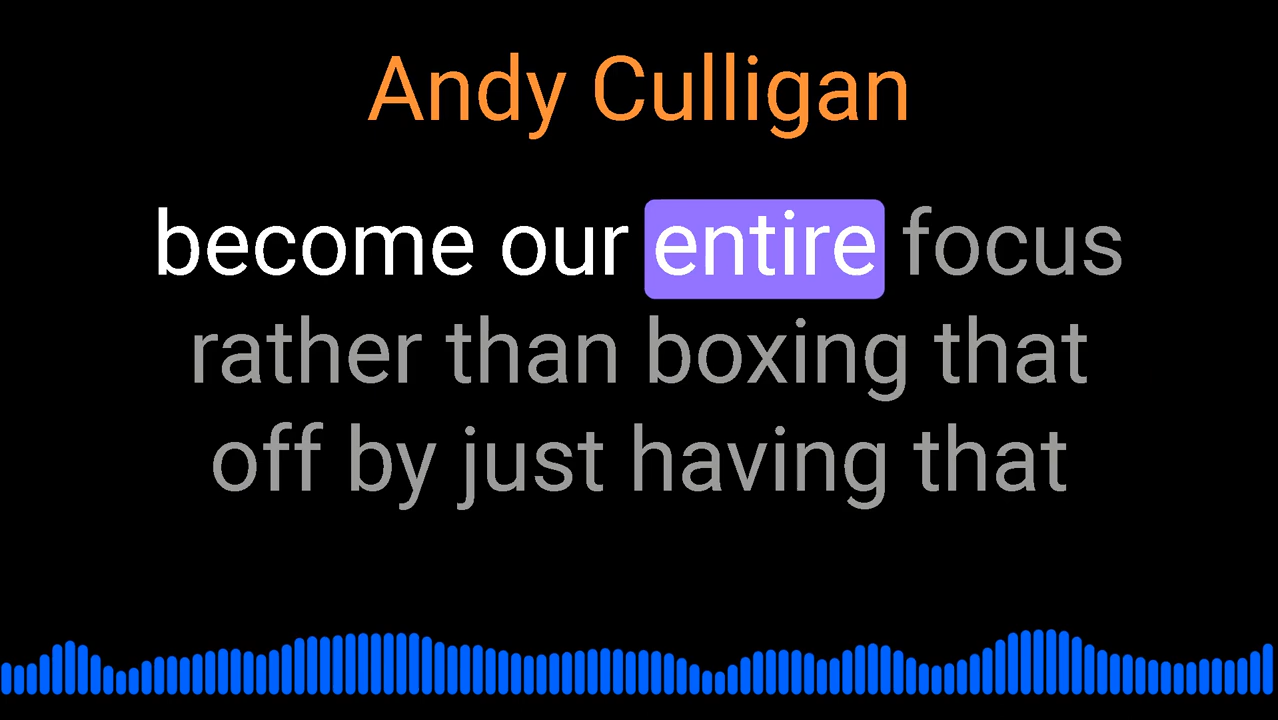 Andy Culligan
become our entire focus
rather than boxing that
off by just having that